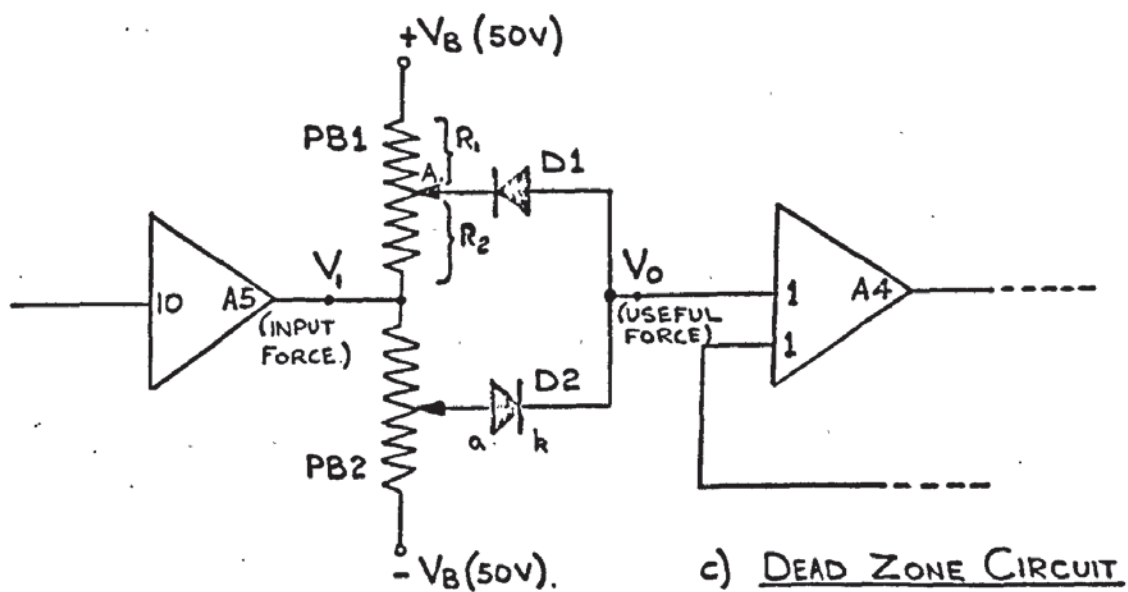 +VB (50V)
PB1
R1
A.
D1
R2
V1
VO
10
A5
(INPUT
FORCE.)
(USEFUL
FORCE)
1
A4
1
D2
a.
k
PB2
- VB (50V).
c) DEAD ZONE CIRCUIT